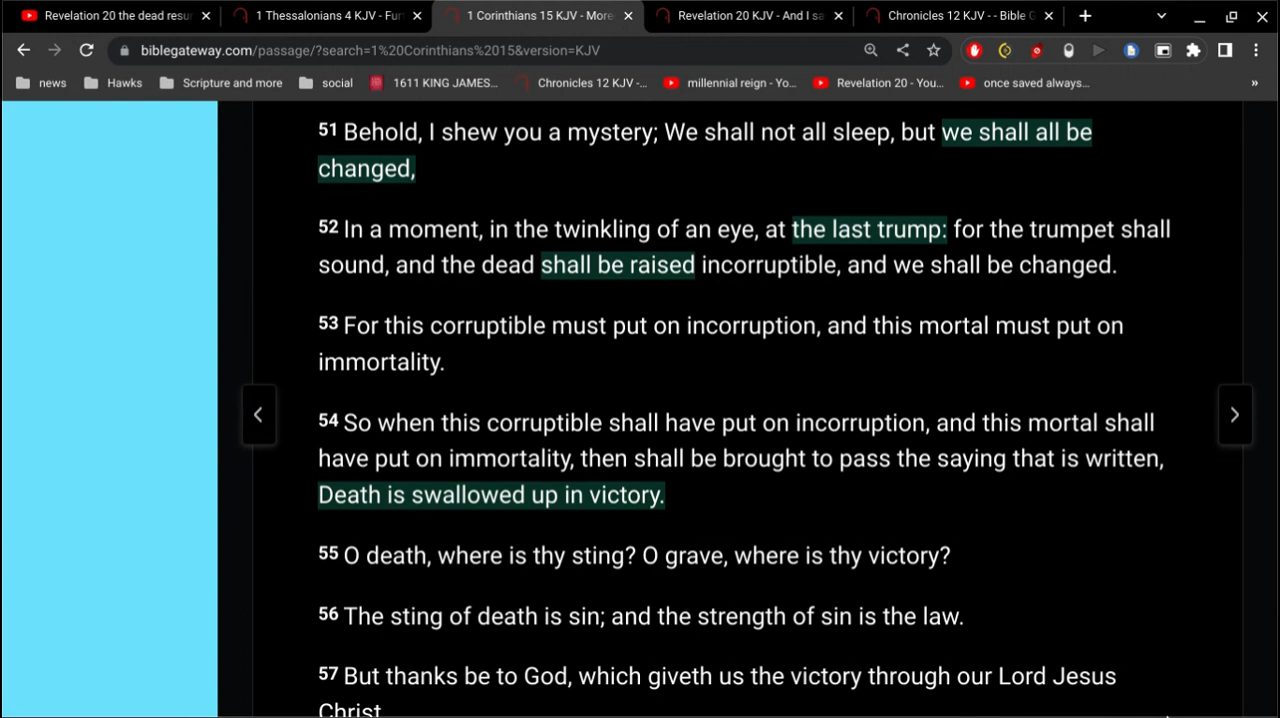 Revelation 20 the dead resu
1 Thessalonians 4 KJV - Fur
1 Corinthians 15 KJV - More
Revelation 20 KJV - And I sa
Chronicles 12 KJV - - Bible G
biblegateway.com/passage/?search=1%20Corinthians%2015&version=KJV
news
Hawks
Scripture and more
social
1611 KING JAMES...
Chronicles 12 KJV -...
millennial reign - Yo...
Revelation 20 - You...
once saved always...
»
51 Behold, I shew you a mystery; We shall not all sleep, but we shall all be
changed,
52 In a moment, in the twinkling of an eye, at the last trump: for the trumpet shall
sound, and the dead shall be raised incorruptible, and we shall be changed.
53 For this corruptible must put on incorruption, and this mortal must put on
immortality.
54 So when this corruptible shall have put on incorruption, and this mortal shall
have put on immortality, then shall be brought to pass the saying that is written,
Death is swallowed up in victory.
55 O death, where is thy sting? O grave, where is thy victory?
56 The sting of death is sin; and the strength of sin is the law.
57 But thanks be to God, which giveth us the victory through our Lord Jesus
Christ